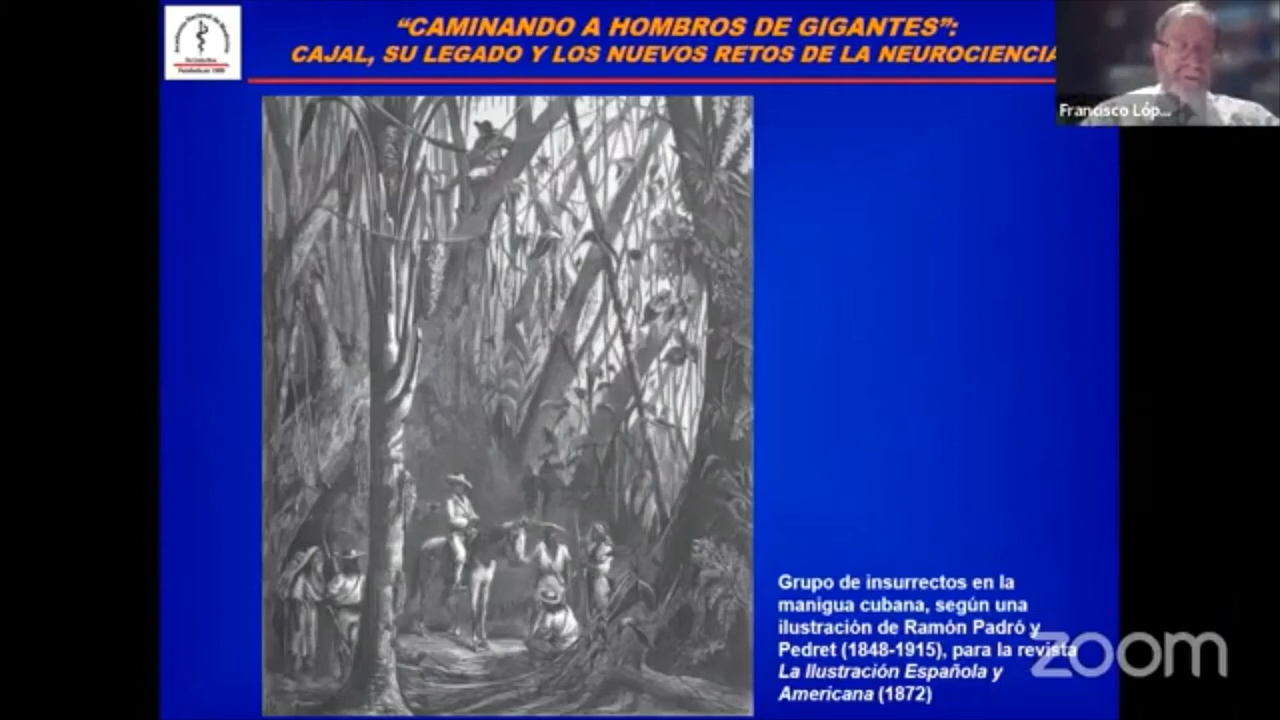 “CAMINANDO A HOMBROS DE GIGANTES”:
CAJAL, SU LEGADO Y LOS NUEVOS RETOS DE LA NEUROCIENCIA
Francisco Lóp...
Grupo de insurrectos en la
manigua cubana, según una
ilustración de Ramón Padró y
Pedret (1848-1915), para la revista
La Ilustración Española y
Americana (1872)
zoom